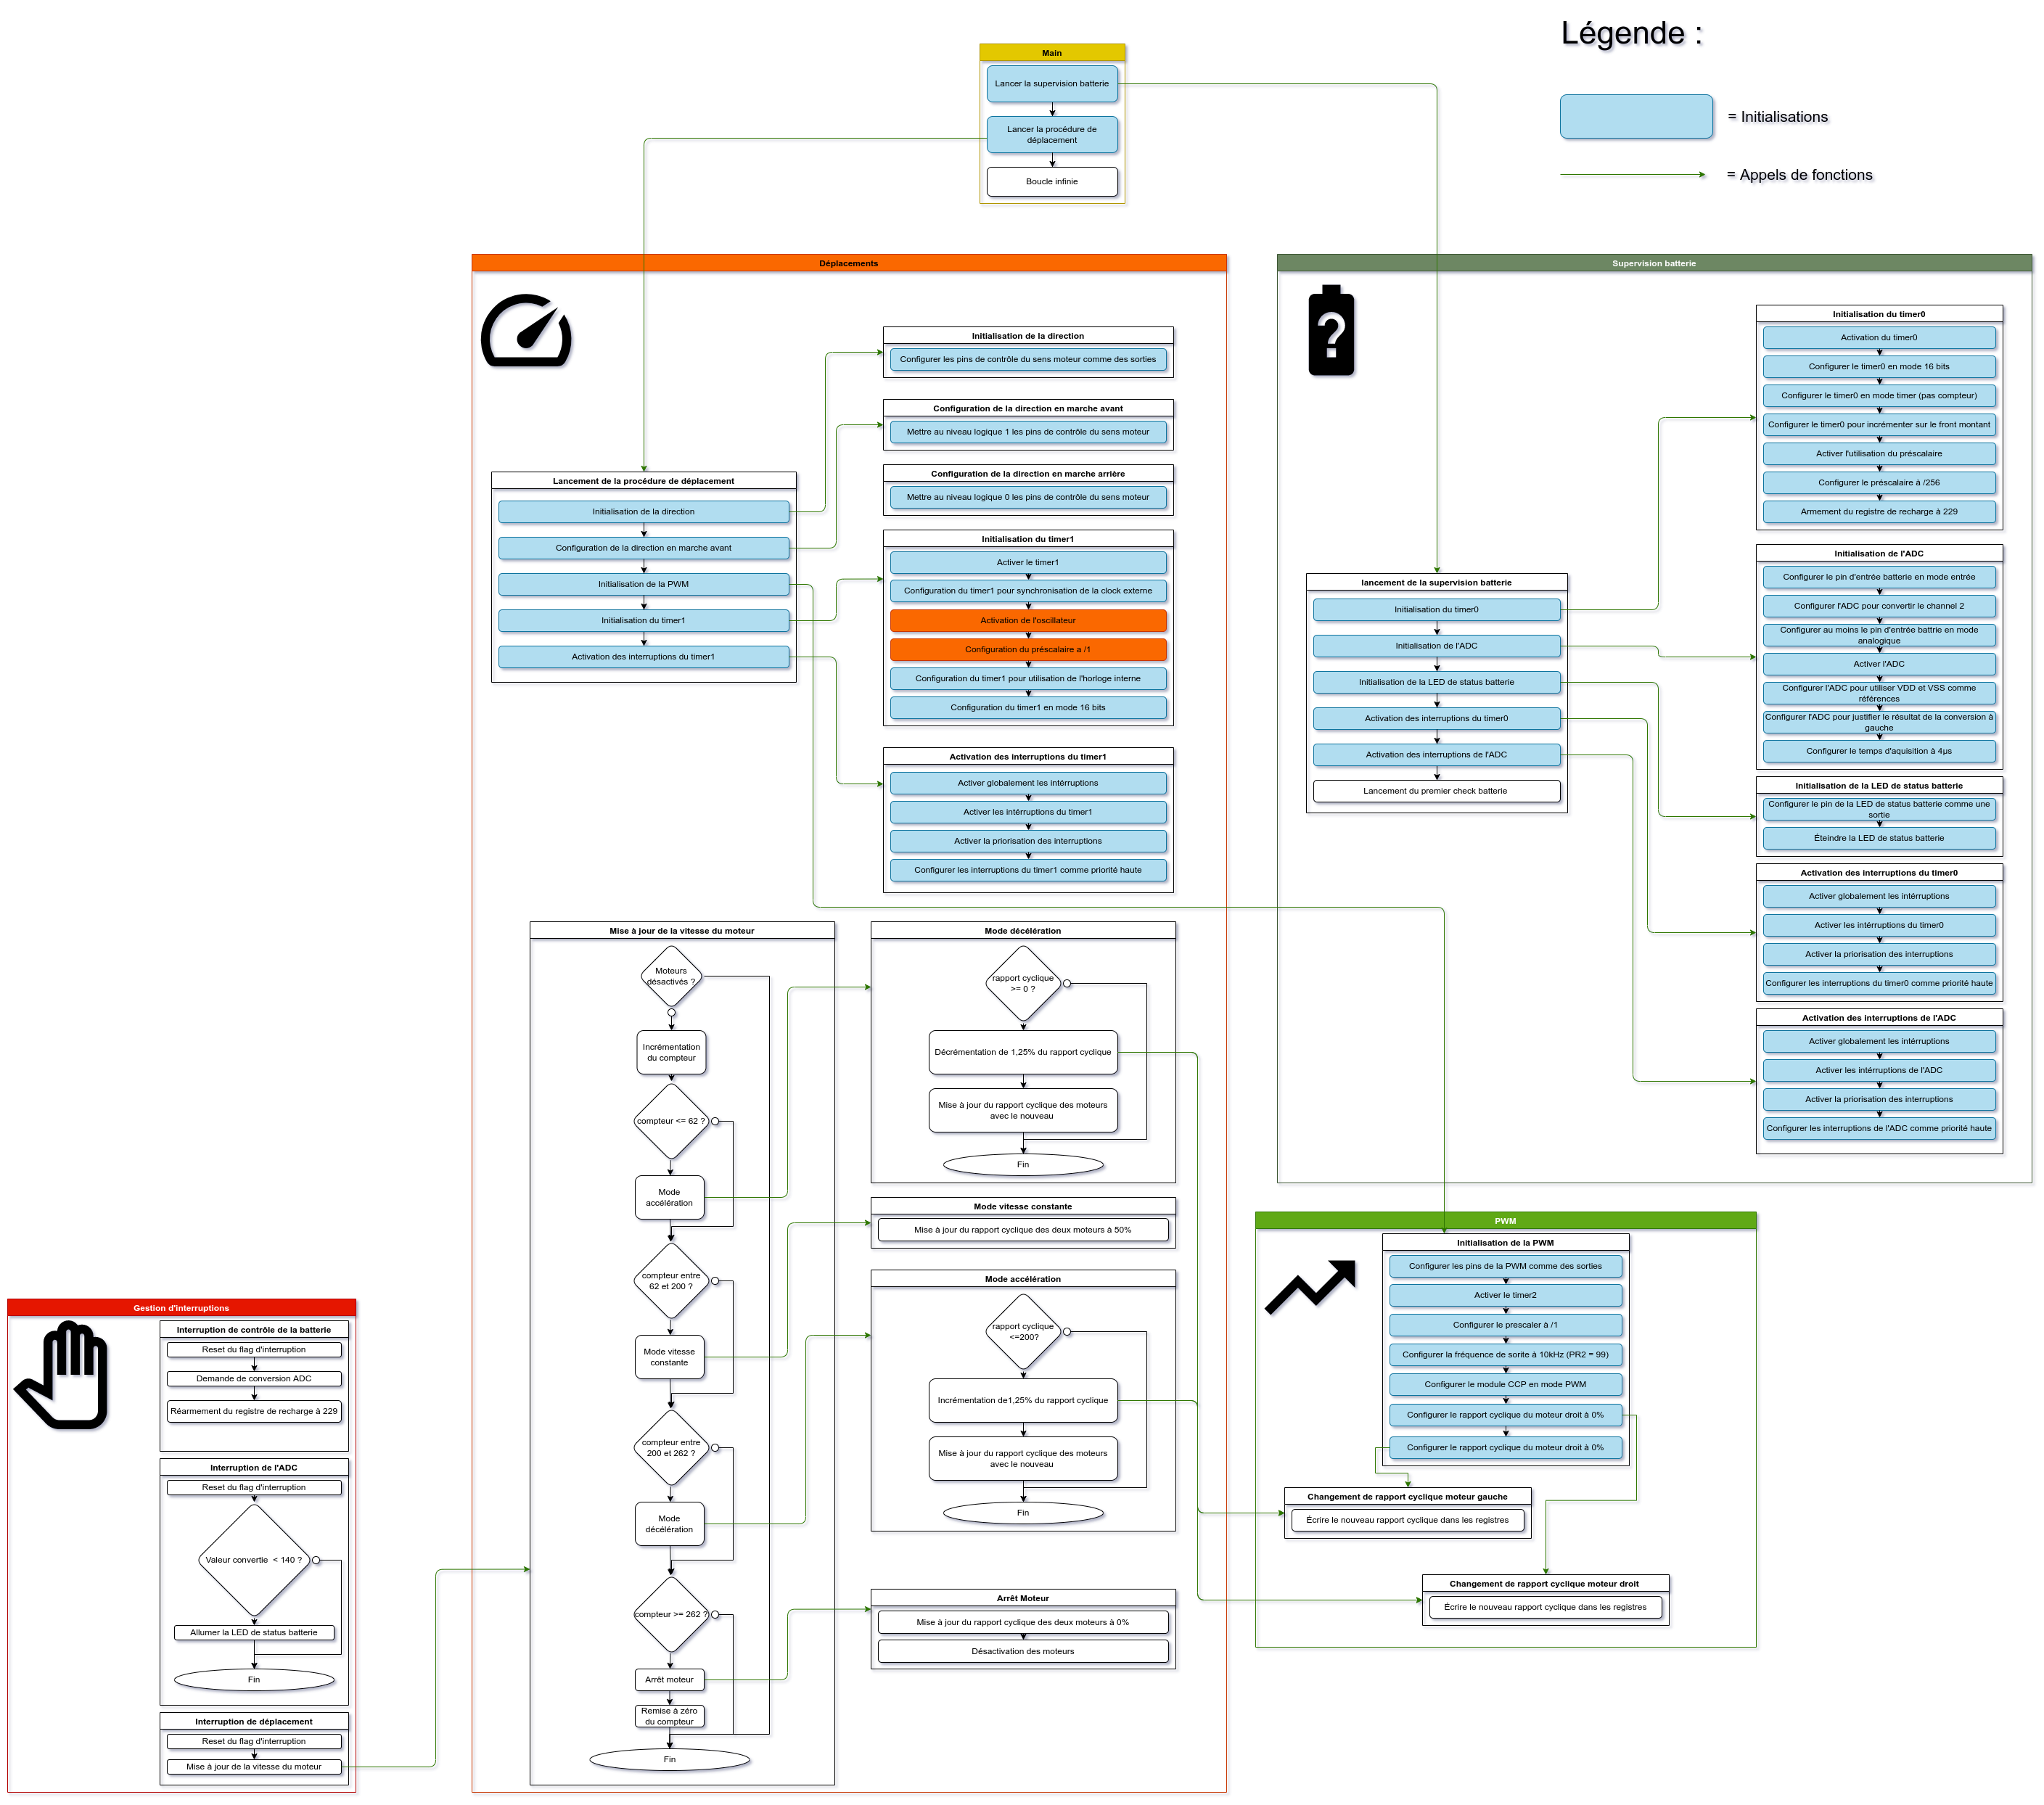 Légende :
= Initialisations
= Appels de fonctions
Main
Lancer la supervision batterie
Lancer la procédure de
déplacement
Boucle infinie
Déplacements
Initialisation de la direction
Configurer les pins de contrôle du sens moteur comme des sorties
Configuration de la direction en marche avant
Mettre au niveau logique 1 les pins de contrôle du sens moteur
Configuration de la direction en marche arrière
Mettre au niveau logique 0 les pins de contrôle du sens moteur
Lancement de la procédure de déplacement
Initialisation de la direction
Configuration de la direction en marche avant
Initialisation de la PWM
Initialisation du timer1
Activation des interruptions du timer1
Initialisation du timer1
Activer le timer1
Configuration du timer1 pour synchronisation de la clock externe
Activation de l'oscillateur
Configuration du préscalaire a /1
Configuration du timer1 pour utilisation de l'horloge interne
Configuration du timer1 en mode 16 bits
Activation des interruptions du timer1
Activer globalement les intérruptions
Activer les intérruptions du timer1
Activer la priorisation des interruptions
Configurer les interruptions du timer1 comme priorité haute
Mise à jour de la vitesse du moteur
Moteurs
désactivés ?
Incrémentation
du compteur
compteur <= 62 ?
Mode
accélération
compteur entre
62 et 200 ?
Mode vitesse
constante
compteur entre
200 et 262 ?
Mode
décélération
compteur >= 262 ?
Arrêt moteur
Remise à zéro
du compteur
Fin
Mode décélération
rapport cyclique
>= 0 ?
Décrémentation de 1,25% du rapport cyclique
Mise à jour du rapport cyclique des moteurs
avec le nouveau
Fin
Mode vitesse constante
Mise à jour du rapport cyclique des deux moteurs à 50%
Mode accélération
rapport cyclique
<=200?
Incrémentation de1,25% du rapport cyclique
Mise à jour du rapport cyclique des moteurs
avec le nouveau
Fin
Arrêt Moteur
Mise à jour du rapport cyclique des deux moteurs à 0%
Désactivation des moteurs
Supervision batterie
?
lancement de la supervision batterie
Initialisation du timer0
Initialisation de l'ADC
Initialisation de la LED de status batterie
Activation des interruptions du timer0
Activation des interruptions de l'ADC
Lancement du premier check batterie
Initialisation du timer0
Activation du timer0
Configurer le timer0 en mode 16 bits
Configurer le timer0 en mode timer (pas compteur)
Configurer le timer0 pour incrémenter sur le front montant
Activer l'utilisation du préscalaire
Configurer le préscalaire à /256
Armement du registre de recharge à 229
Initialisation de l'ADC
Configurer le pin d'entrée batterie en mode entrée
Configurer l'ADC pour convertir le channel 2
Configurer au moins le pin d'entrée battrie en mode
analogique
Activer l'ADC
Configurer l'ADC pour utiliser VDD et VSS comme
références
Configurer l'ADC pour justifier le résultat de la conversion à
gauche
Configurer le temps d'aquisition à 4µs
Initialisation de la LED de status batterie
Configurer le pin de la LED de status batterie comme une
sortie
Éteindre la LED de status batterie
Activation des interruptions du timer0
Activer globalement les intérruptions
Activer les intérruptions du timer0
Activer la priorisation des interruptions
Configurer les interruptions du timer0 comme priorité haute
Activation des interruptions de l'ADC
Activer globalement les intérruptions
Activer les intérruptions de l'ADC
Activer la priorisation des interruptions
Configurer les interruptions de l'ADC comme priorité haute
PWM
Initialisation de la PWM
Configurer les pins de la PWM comme des sorties
Activer le timer2
Configurer le prescaler à /1
Configurer la fréquence de sorite à 10kHz (PR2 = 99)
Configurer le module CCP en mode PWM
Configurer le rapport cyclique du moteur droit à 0%
Configurer le rapport cyclique du moteur droit à 0%
Changement de rapport cyclique moteur gauche
Écrire le nouveau rapport cyclique dans les registres
Changement de rapport cyclique moteur droit
Écrire le nouveau rapport cyclique dans les registres
Gestion d'interruptions
Interruption de contrôle de la batterie
Reset du flag d'interruption
Demande de conversion ADC
Réarmement du registre de recharge à 229
Interruption de l'ADC
Reset du flag d'interruption
Valeur convertie < 140 ?
Allumer la LED de status batterie
Fin
Interruption de déplacement
Reset du flag d'interruption
Mise à jour de la vitesse du moteur